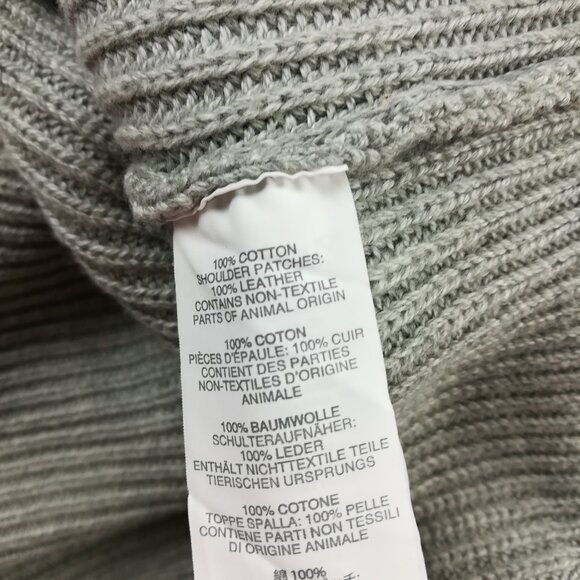 100% COTTON
SHOULDER PATCHES:
100% LEATHER
CONTAINS NON-TEXTILE
PARTS OF ANIMAL ORIGIN
100% COTON
PIÈCES D'ÉPAULE: 100% CUIR
CONTIENT DES PARTIES
NON-TEXTILES D'ORIGINE
ANIMALE
100% BAUMWOLLE
SCHULTERAUFNÄHER:
100% LEDER
ENTHÄLT NICHTTEXTILE TEILE
TIERISCHEN URSPRUNGS
100% COTONE
TOPPE SPALLA: 100% PELLE
CONTIENE PARTI NON TESSILI
DI ORIGINE ANIMALE
綿 100%